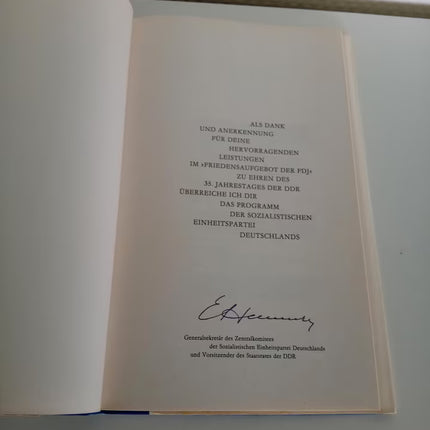 ALS DANK
UND ANERKENNUNG
FÜR DEINE
HERVORRAGENDEN
LEISTUNGEN
IM »FRIEDENSAUFGEBOT DER FDJ«
ZU EHREN DES
35. JAHRESTAGES DER DDR
ÜBERREICHE ICH DIR
DAS PROGRAMM
DER SOZIALISTISCHEN
EINHEITSPARTEI
DEUTSCHLANDS
Generalsekretär des Zentralkomitees
der Sozialistischen Einheitspartei Deutschlands
und Vorsitzender des Staatsrates der DDR